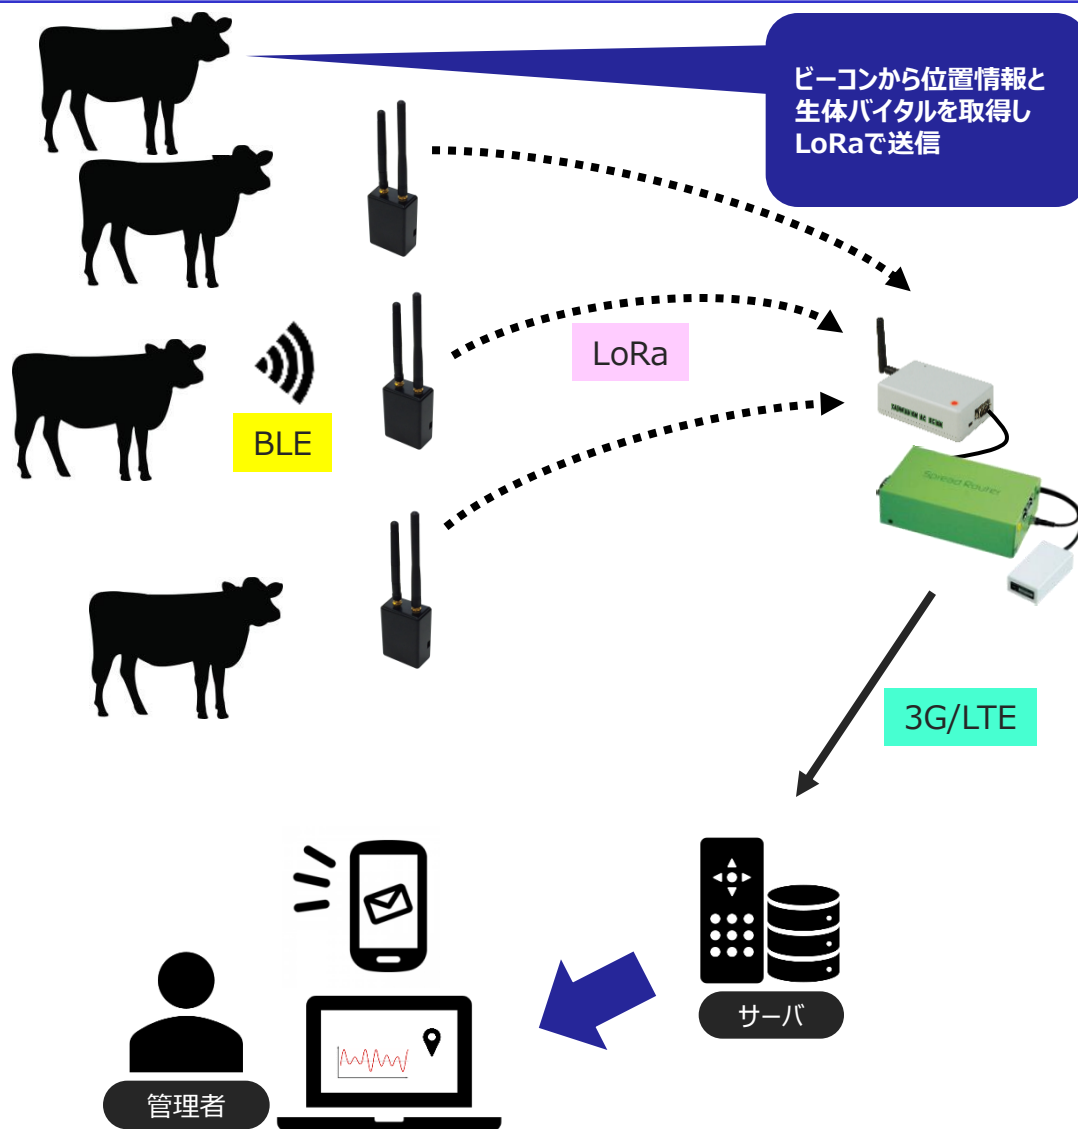 ビーコンから位置情報と
生体バイタルを取得し
LoRaで送信
LoRa
BLE
Spread Router
3G/LTE
サーバ
管理者